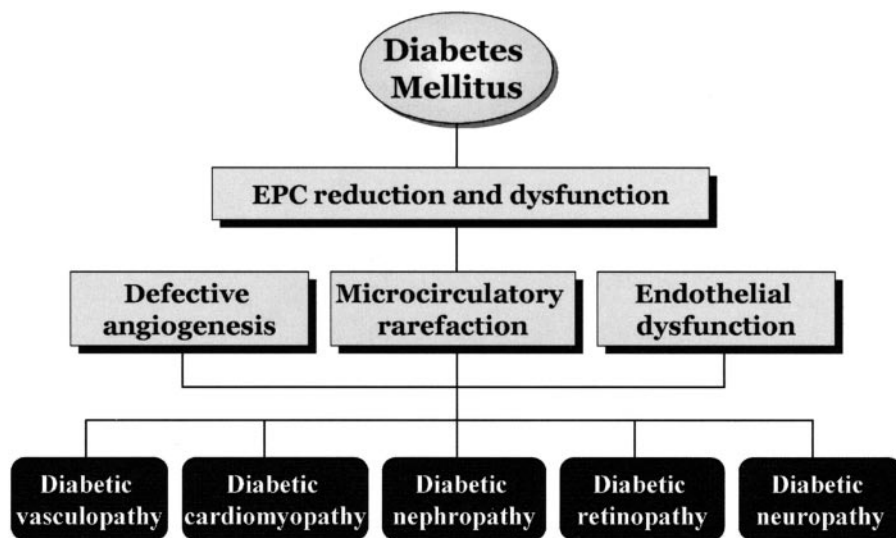 Diabetes
Mellitus
EPC reduction and dysfunction
Defective
angiogenesis
Microcirculatory
rarefaction
Endothelial
dysfunction
Diabetic
vasculopathy
Diabetic
cardiomyopathy
Diabetic
nephropathy
Diabetic
retinopathy
Diabetic
neuropathy